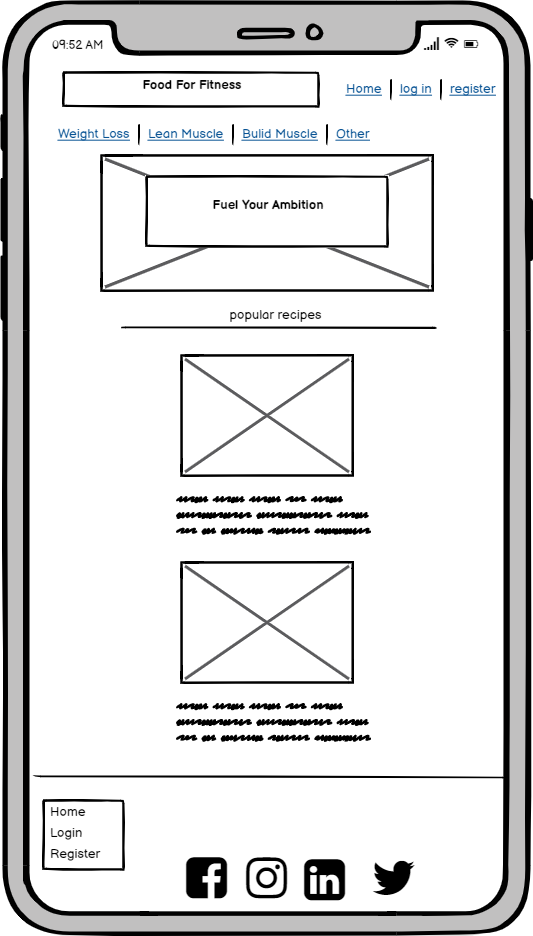 09:52 AM
Food For Fitness
Home | log in | register
Weight Loss | Lean Muscle | Bulid Muscle | Other
Fuel Your Ambition
popular recipes
Home
Login
Register